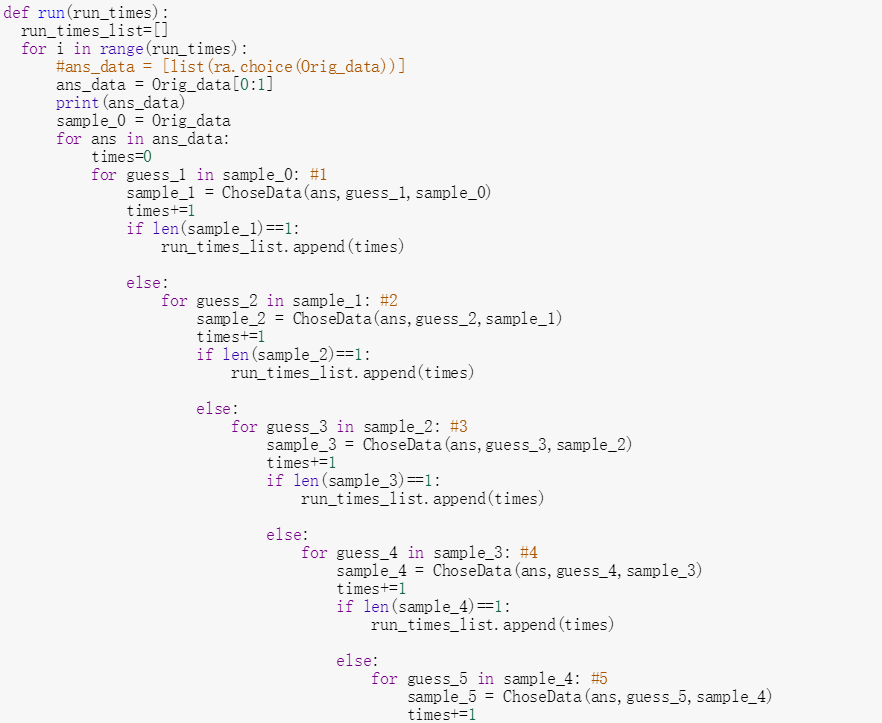 def run(run_times):
  run_times_list=[]
  for i in range(run_times):
      #ans_data = [list(ra.choice(Orig_data))]
      ans_data = Orig_data[0:1]
      print(ans_data)
      sample_0 = Orig_data
      for ans in ans_data:
          times=0
          for guess_1 in sample_0: #1
              sample_1 = ChoseData(ans,guess_1,sample_0)
              times+=1
              if len(sample_1)==1:
                  run_times_list.append(times)

              else:
                  for guess_2 in sample_1: #2
                      sample_2 = ChoseData(ans,guess_2,sample_1)
                      times+=1
                      if len(sample_2)==1:
                          run_times_list.append(times)

                      else:
                          for guess_3 in sample_2: #3
                              sample_3 = ChoseData(ans,guess_3,sample_2)
                              times+=1
                              if len(sample_3)==1:
                                  run_times_list.append(times)

                              else:
                                  for guess_4 in sample_3: #4
                                      sample_4 = ChoseData(ans,guess_4,sample_3)
                                      times+=1
                                      if len(sample_4)==1:
                                          run_times_list.append(times)

                                      else:
                                          for guess_5 in sample_4: #5
                                              sample_5 = ChoseData(ans,guess_5,sample_4)
                                              times+=1